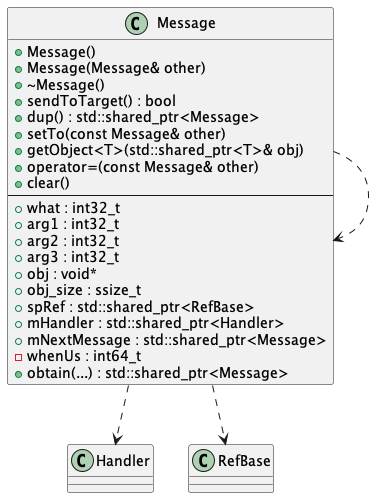 C Message
Message()
Message(Message& other)
~Message()
sendToTarget() : bool
dup() : std::shared_ptr<Message>
setTo(const Message& other)
getObject<T>(std::shared_ptr<T>& obj)
operator=(const Message& other)
clear()
what : int32_t
arg1 : int32_t
arg2 : int32_t
arg3 : int32_t
obj : void*
obj_size : ssize_t
spRef : std::shared_ptr<RefBase>
mHandler : std::shared_ptr<Handler>
mNextMessage : std::shared_ptr<Message>
whenUs : int64_t
obtain(...) : std::shared_ptr<Message>
C Handler
C RefBase